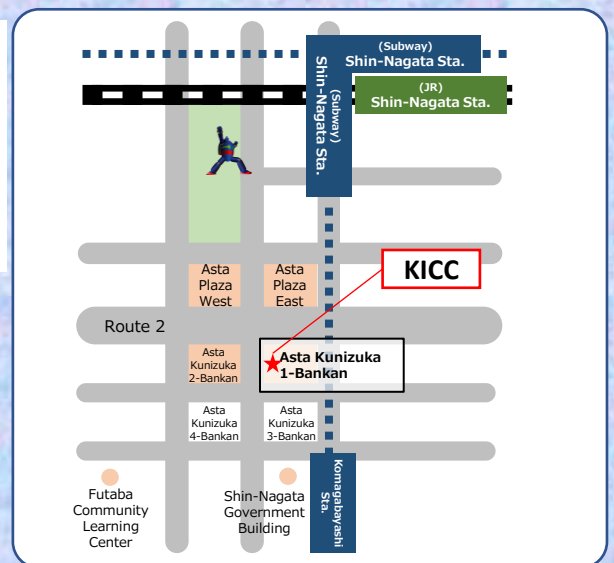 (Subway)
Shin-Nagata Sta.
(JR)
Shin-Nagata Sta.
(Subway)
Shin-Nagata Sta.
KICC
Asta
Plaza
West
Asta
Plaza
East
Route 2
Asta
Kunizuka
2-Bankan
Asta Kunizuka
1-Bankan
Asta
Kunizuka
4-Bankan
Asta
Kunizuka
3-Bankan
Futaba
Community
Learning
Center
Shin-Nagata
Government
Building
Komagabayashi
Sta.